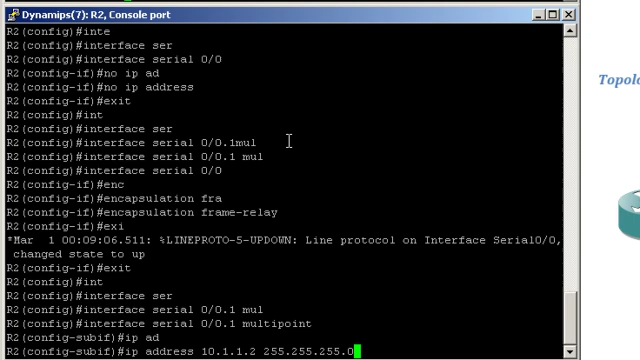 Dynamips(7): R2, Console port
R2(config)#inte
R2(config)#interface ser
R2(config)#interface serial 0/0
R2(config-if)#no ip ad
R2(config-if)#no ip address
R2(config-if)#exit
R2(config)#int
R2(config)#interface ser
R2(config)#interface serial 0/0.1mul
R2(config)#interface serial 0/0.1 mul
R2(config)#interface serial 0/0
R2(config-if)#enc
R2(config-if)#encapsulation fra
R2(config-if)#encapsulation frame-relay
R2(config-if)#exi
*Mar  1 00:09:06.511: %LINEPROTO-5-UPDOWN: Line protocol on Interface Serial0/0,
changed state to up
R2(config-if)#exit
R2(config)#int
R2(config)#interface ser
R2(config)#interface serial 0/0.1 mul
R2(config)#interface serial 0/0.1 multipoint
R2(config-subif)#ip ad
R2(config-subif)#ip address 10.1.1.2 255.255.255.0
Topolo